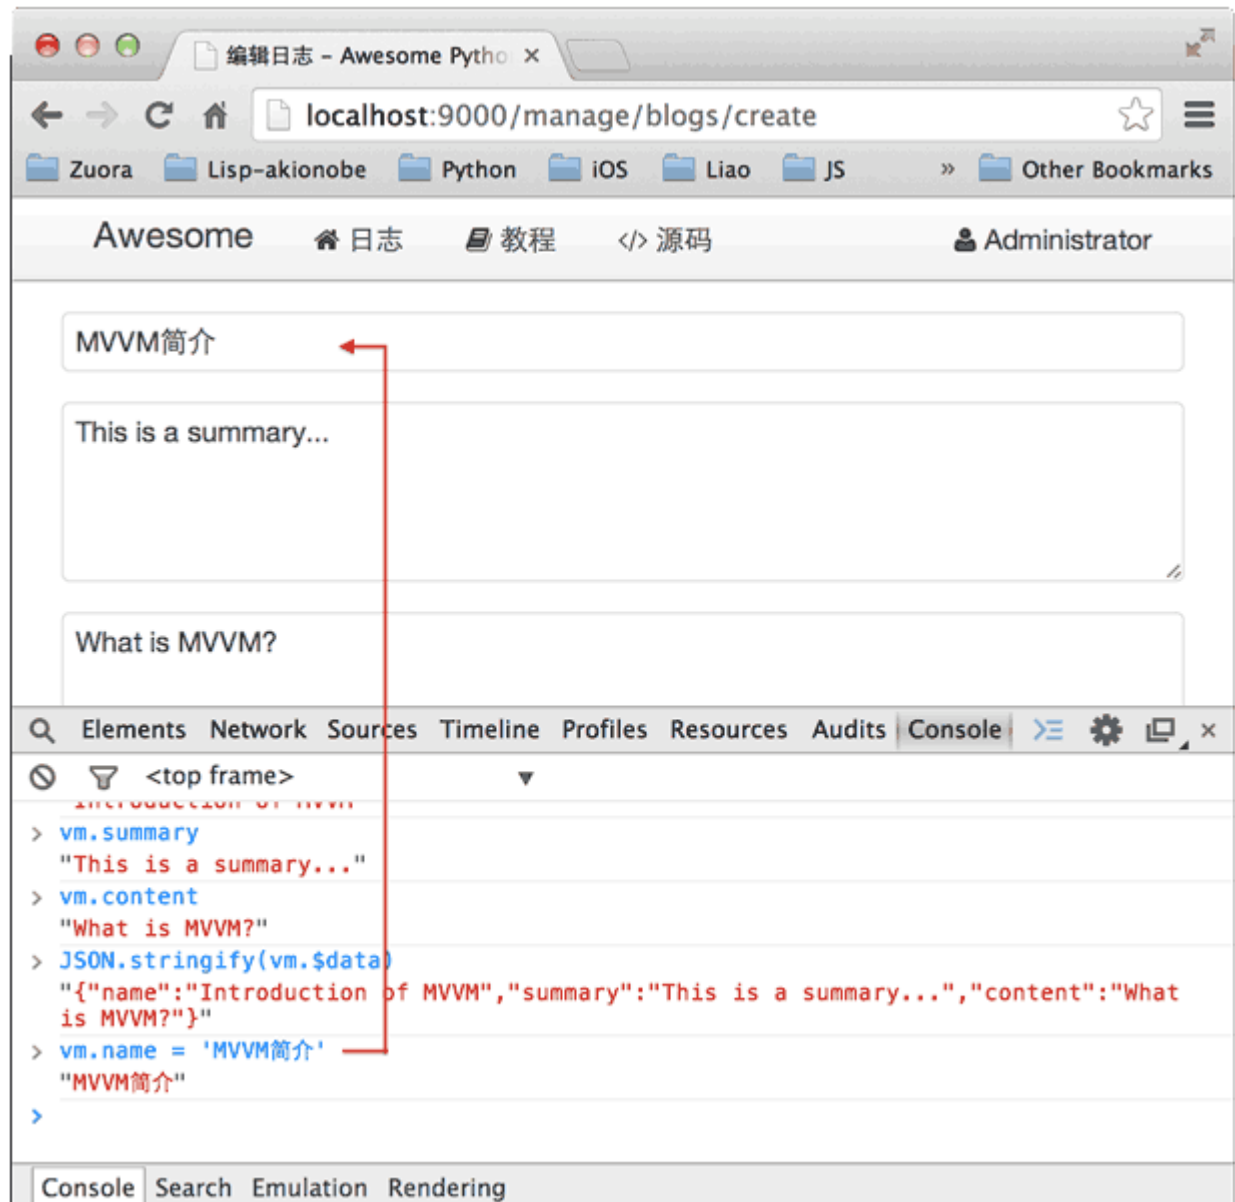 编辑日志 – Awesome Pytho
localhost:9000/manage/blogs/create
Zuora Lisp-akionobe Python iOS Liao JS » Other Bookmarks
Awesome 日志 教程 </> 源码 Administrator
MVVM简介
This is a summary...
What is MVVM?
Elements Network Sources Timeline Profiles Resources Audits Console
<top frame>
"Introduction of MVVM"
> vm.summary
"This is a summary..."
> vm.content
"What is MVVM?"
> JSON.stringify(vm.$data)
"{"name":"Introduction of MVVM","summary":"This is a summary...","content":"What
is MVVM?"}"
> vm.name = 'MVVM简介'
"MVVM简介"
>
Console Search Emulation Rendering